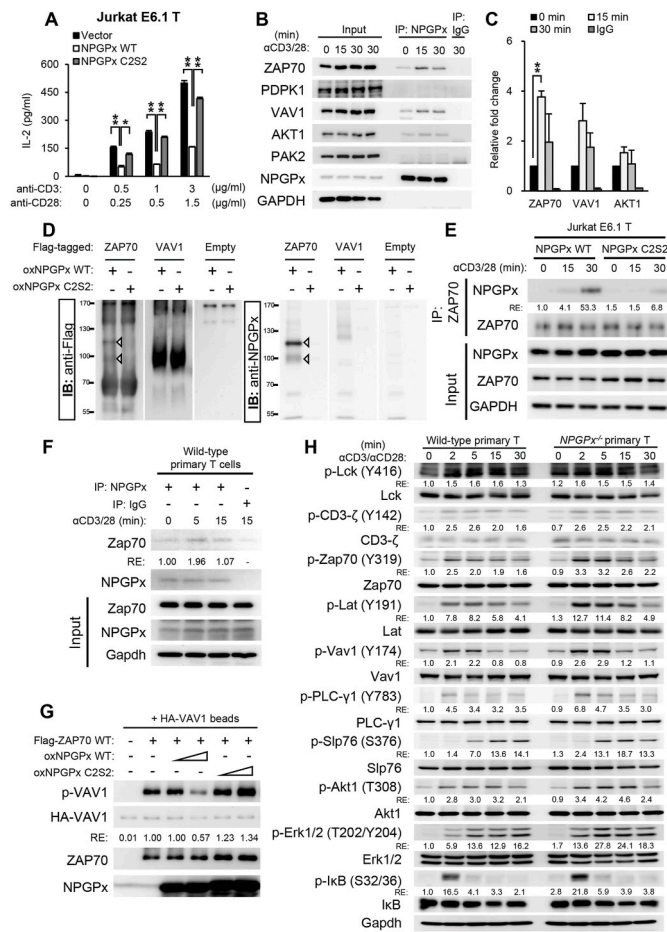 A
Jurkat E6.1 T
Vector
NPGPx WT
NPGPx C2S2
IL-2 (pg/ml)
600
450
300
150
0
** ** ** ** ** **
anti-CD3: 0 0.5 1 3 (µg/ml)
anti-CD28: 0 0.25 0.5 1.5 (µg/ml)
B
(min) Input IP: NPGPx IP: IgG
αCD3/28: 0 15 30 30 0 15 30 30
ZAP70
PDPK1
VAV1
AKT1
PAK2
NPGPx
GAPDH
C
0 min 15 min
30 min IgG
Relative fold change
6
4
2
0
**
ZAP70 VAV1 AKT1
D
Flag-tagged: ZAP70 VAV1 Empty ZAP70 VAV1 Empty
oxNPGPx WT: + - + - + - + - + - + -
oxNPGPx C2S2: - + - + - + - + - + - +
IB: anti-Flag
170
130
100
70
55
IB: anti-NPGPx
170
130
100
70
55
E
Jurkat E6.1 T
NPGPx WT NPGPx C2S2
αCD3/28 (min): 0 15 30 0 15 30
IP: ZAP70
NPGPx
RE: 1.0 4.1 53.3 1.5 1.5 6.8
ZAP70
Input
NPGPx
ZAP70
GAPDH
F
Wild-type
primary T cells
IP: NPGPx + + + -
IP: IgG - - - +
αCD3/28 (min): 0 5 15 15
Zap70
RE: 1.00 1.96 1.07 -
NPGPx
Input
Zap70
NPGPx
Gapdh
G
+ HA-VAV1 beads
Flag-ZAP70 WT: - + + + + +
oxNPGPx WT: - - - -
oxNPGPx C2S2: - - - -
p-VAV1
HA-VAV1
RE: 0.01 1.00 1.00 0.57 1.23 1.34
ZAP70
NPGPx
H
(min) Wild-type primary T NPGPx-/- primary T
αCD3/αCD28: 0 2 5 15 30 0 2 5 15 30
p-Lck (Y416)
RE: 1.0 1.5 1.6 1.6 1.3 1.2 1.6 1.5 1.5 1.4
Lck
p-CD3-ζ (Y142)
RE: 1.0 2.5 2.6 2.0 1.6 0.7 2.6 2.5 2.2 2.1
CD3-ζ
p-Zap70 (Y319)
RE: 1.0 2.5 2.0 1.9 1.6 0.9 3.3 3.2 2.6 2.2
Zap70
p-Lat (Y191)
RE: 1.0 7.8 8.2 5.8 4.1 1.3 12.7 11.4 8.2 4.9
Lat
p-Vav1 (Y174)
RE: 1.0 2.1 2.2 0.8 0.8 0.9 2.6 2.9 1.2 1.1
Vav1
p-PLC-γ1 (Y783)
RE: 1.0 4.5 3.4 3.2 3.5 0.9 6.8 4.7 3.5 3.0
PLC-γ1
p-Slp76 (S376)
RE: 1.0 1.4 7.0 13.6 14.1 1.3 2.4 13.1 18.7 13.3
Slp76
p-Akt1 (T308)
RE: 1.0 2.8 3.0 3.2 2.1 0.9 3.4 4.2 4.6 2.4
Akt1
p-Erk1/2 (T202/Y204)
RE: 1.0 5.9 13.6 12.9 16.2 1.7 13.6 27.8 24.1 18.3
Erk1/2
p-IκB (S32/36)
RE: 1.0 16.5 4.1 3.3 2.1 2.8 21.8 5.9 3.9 3.8
IκB
Gapdh